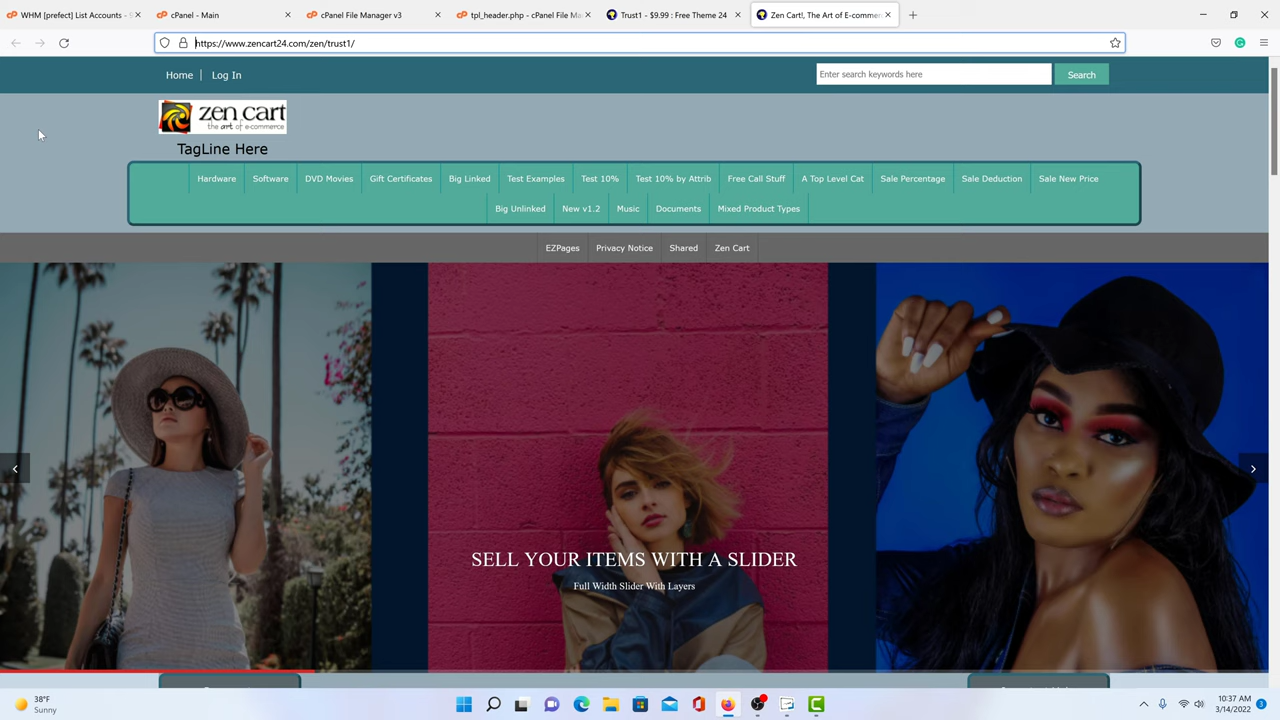 WHM [prefect] List Accounts - cPanel - Main cPanel File Manager v3 tpl_header.php - cPanel File Ma Trust1 - $9.99 : Free Theme 24 Zen Cart!, The Art of E-commer
https://www.zencart24.com/zen/trust1/
Home Log In Enter search keywords here Search
zen cart
the art of e-commerce
TagLine Here
Hardware Software DVD Movies Gift Certificates Big Linked Test Examples Test 10% Test 10% by Attrib Free Call Stuff A Top Level Cat Sale Percentage Sale Deduction Sale New Price
Big Unlinked New v1.2 Music Documents Mixed Product Types
EZPages Privacy Notice Shared Zen Cart
SELL YOUR ITEMS WITH A SLIDER
Full Width Slider With Layers
38°F
Sunny
10:37 AM
3/14/2022
3